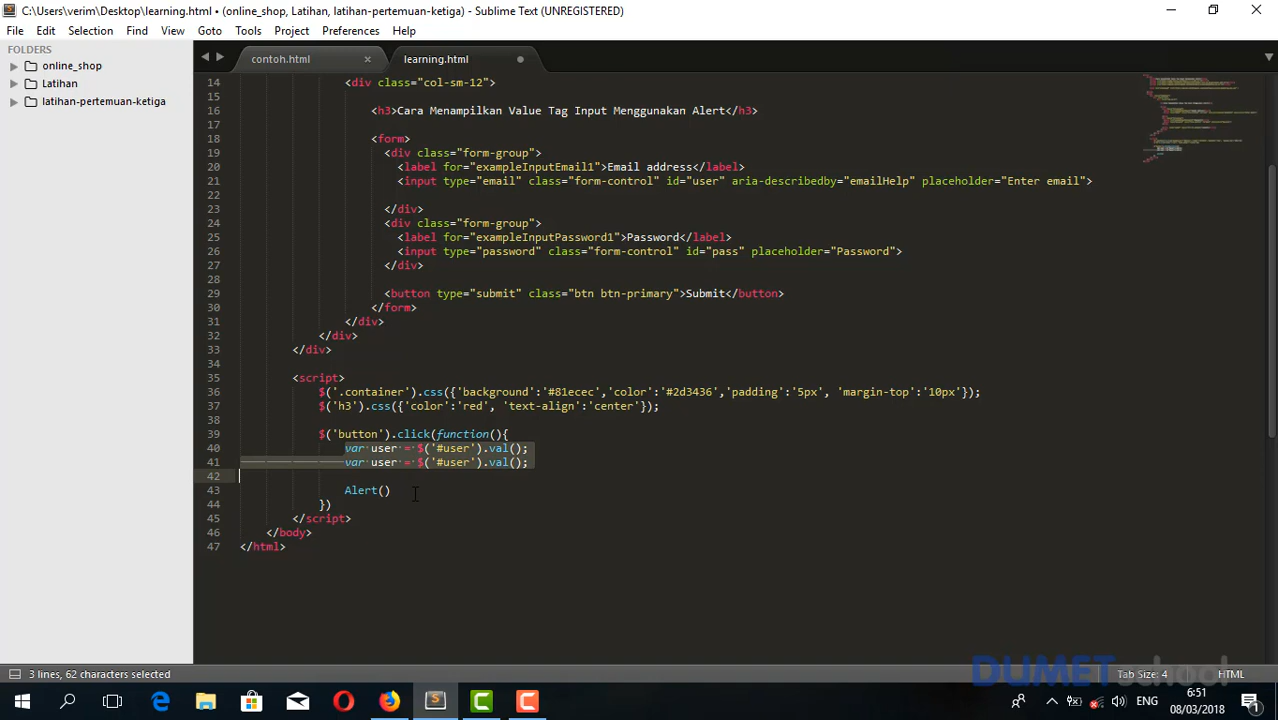 C:\Users\verim\Desktop\learning.html • (online_shop, Latihan, latihan-pertemuan-ketiga) - Sublime Text (UNREGISTERED)
File Edit Selection Find View Goto Tools Project Preferences Help
FOLDERS
online_shop
Latihan
latihan-pertemuan-ketiga
contoh.html
learning.html
14 <div class="col-sm-12">
15
16 <h3>Cara Menampilkan Value Tag Input Menggunakan Alert</h3>
17
18 <form>
19 <div class="form-group">
20 <label for="exampleInputEmail1">Email address</label>
21 <input type="email" class="form-control" id="user" aria-describedby="emailHelp" placeholder="Enter email">
22
23 </div>
24 <div class="form-group">
25 <label for="exampleInputPassword1">Password</label>
26 <input type="password" class="form-control" id="pass" placeholder="Password">
27 </div>
28
29 <button type="submit" class="btn btn-primary">Submit</button>
30 </form>
31 </div>
32 </div>
33 </div>
34
35 <script>
36 $('.container').css({'background':'#81ecec','color':'#2d3436','padding':'5px', 'margin-top':'10px'});
37 $('h3').css({'color':'red', 'text-align':'center'});
38
39 $('button').click(function(){
40 var user = $('#user').val();
41 var user = $('#user').val();
42
43 Alert()
44 })
45 </script>
46 </body>
47 </html>
3 lines, 62 characters selected
Tab Size: 4
HTML
DUMET school
ENG
6:51
08/03/2018
1